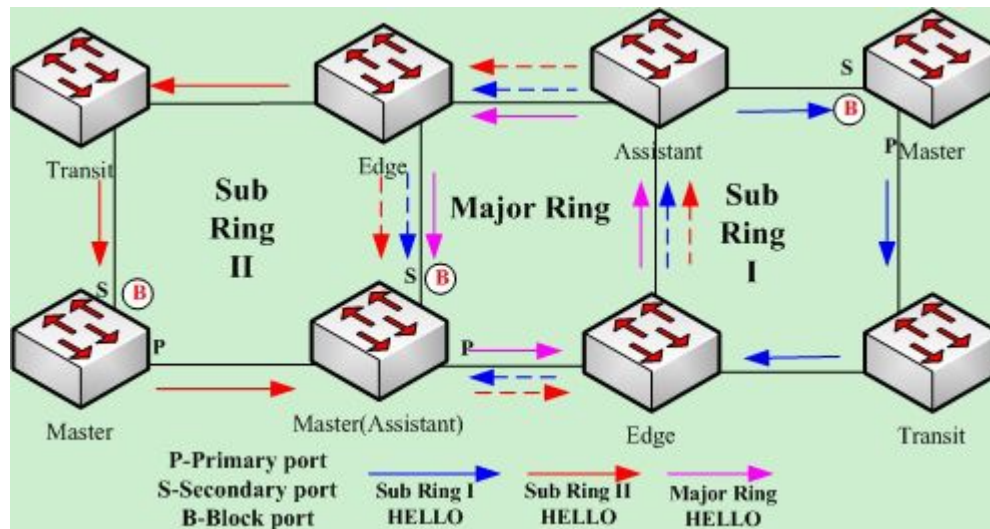 S
B
Transit
Edge
Assistant
P
Master
Sub
Ring
II
Major Ring
Sub
Ring
I
S
B
S
B
P
P
Master
Master(Assistant)
Edge
Transit
P-Primary port
S-Secondary port
B-Block port
Sub Ring I
HELLO
Sub Ring II
HELLO
Major Ring
HELLO